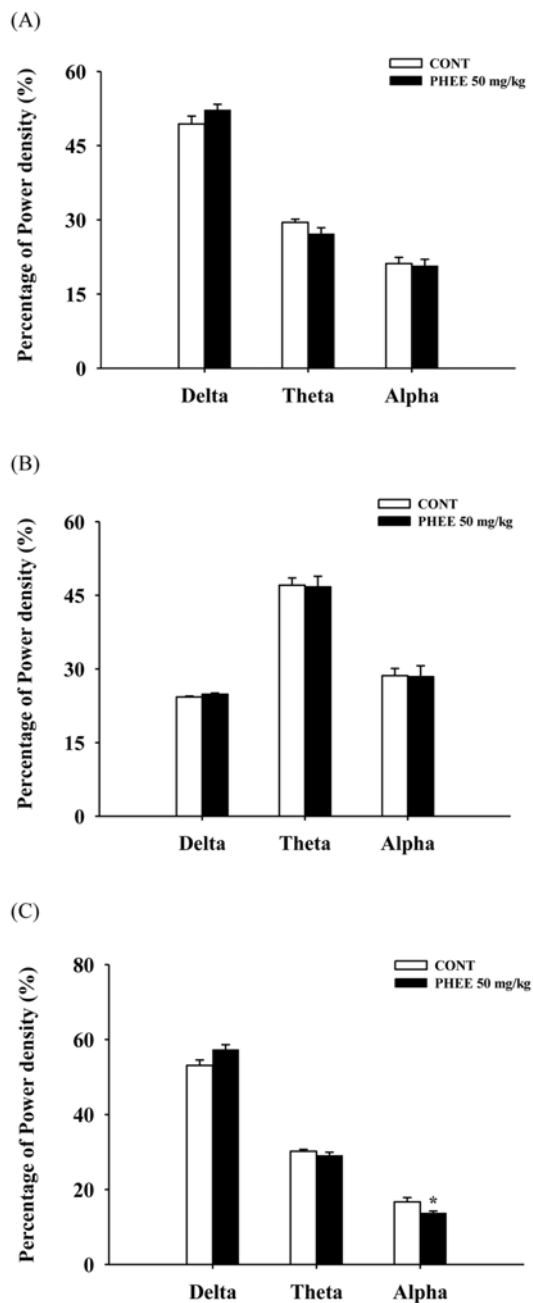 (A)
CONT
PHEE 50 mg/kg
Percentage of Power density (%)
60
45
30
15
0
Delta Theta Alpha
(B)
CONT
PHEE 50 mg/kg
Percentage of Power density (%)
60
45
30
15
0
Delta Theta Alpha
(C)
CONT
PHEE 50 mg/kg
Percentage of Power density (%)
80
60
40
20
0
*
Delta Theta Alpha